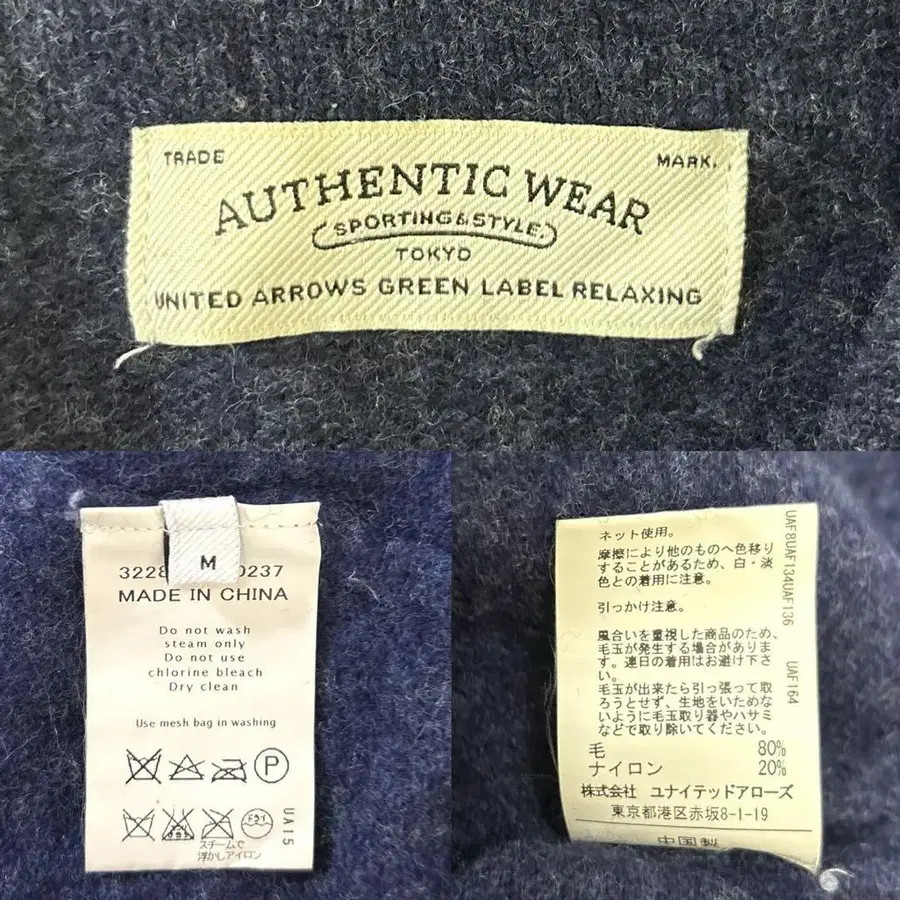 TRADE MARK.
AUTHENTIC WEAR
SPORTING & STYLE.
TOKYO
UNITED ARROWS GREEN LABEL RELAXING
M
3228 0237
MADE IN CHINA
Do not wash
steam only
Do not use
chlorine bleach
Dry clean
Use mesh bag in washing
P
ドライ
スチームで
浮かしアイロン
UA15
ネット使用。
摩擦により他のものへ色移り
することがあるため、白・淡
色との着用に注意。
引っかけ注意。
風合いを重視した商品のため、
毛玉が発生する場合がありま
す。連日の着用はお避け下さ
い。
毛玉が出来たら引っ張って取
ろうとせず、生地をいためな
いように毛玉取り器やハサミ
などで取り除いてください。
毛 80%
ナイロン 20%
株式会社 ユナイテッドアローズ
東京都港区赤坂8-1-19
中国製
UAF8UAF134UAF136 UAF164